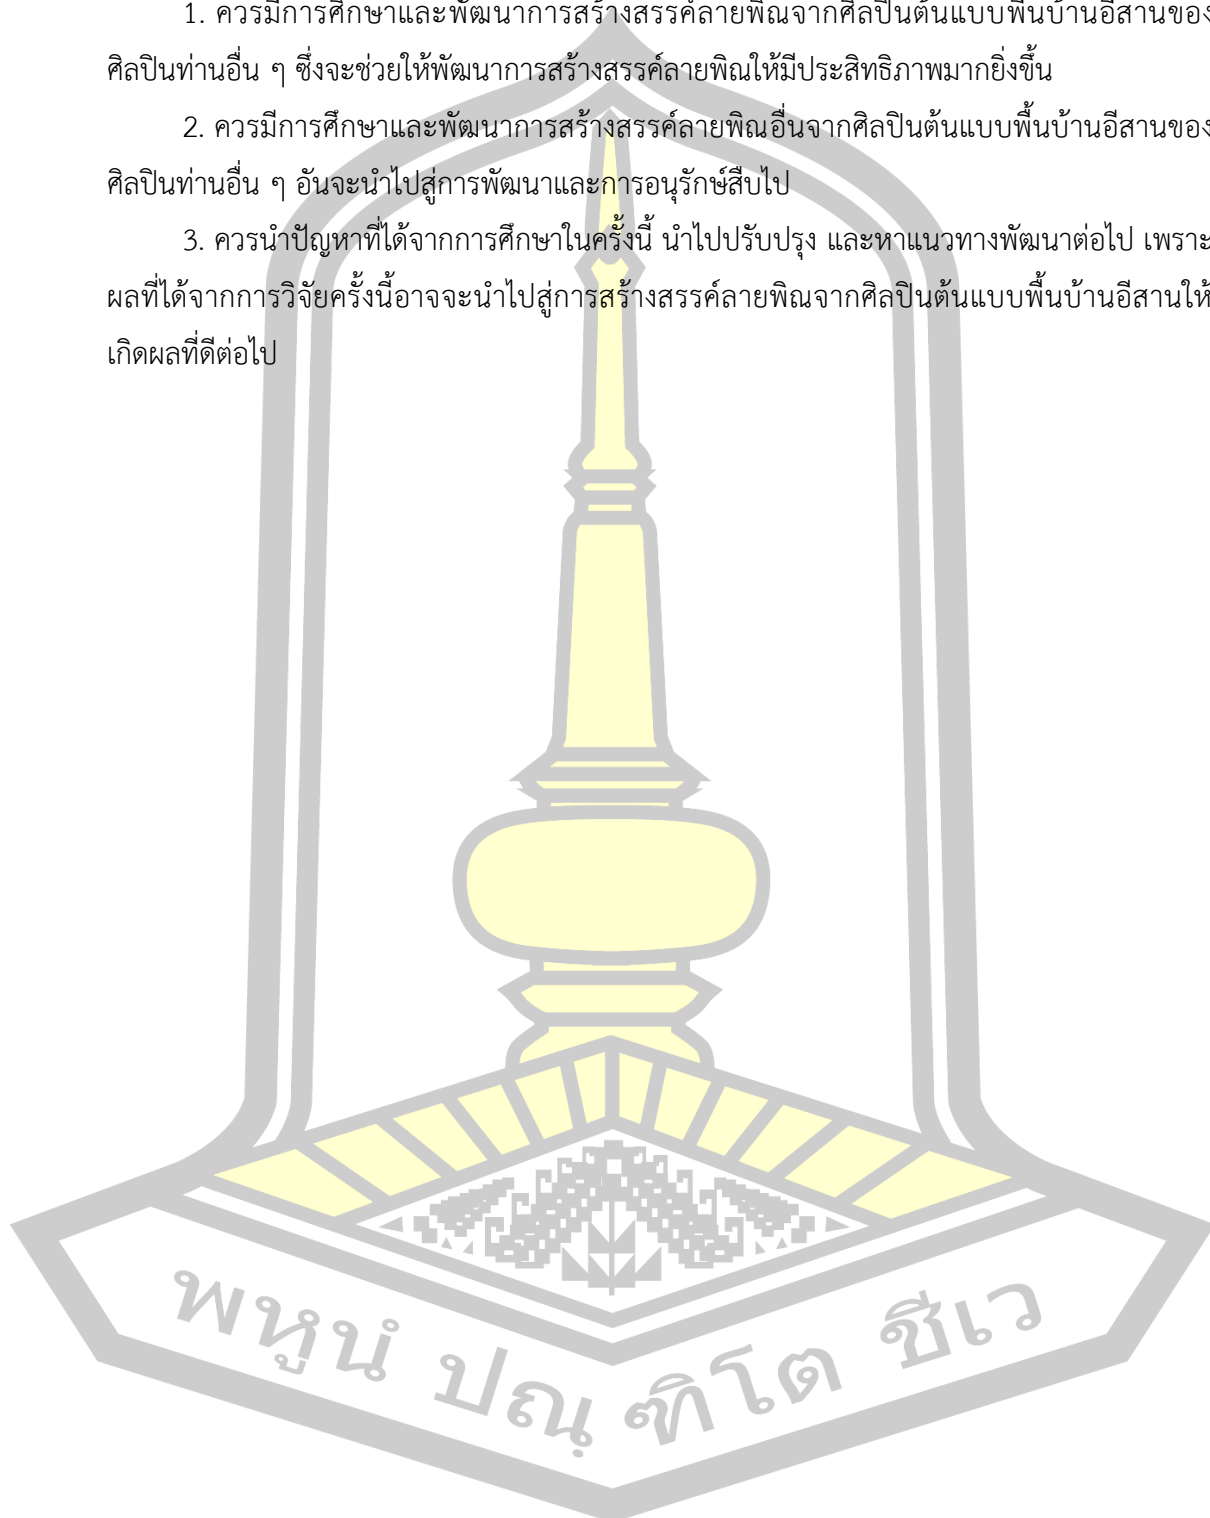 1. ควรมีการศึกษาและพัฒนาการสร้างสรรค์ลายพิณจากศิลปินต้นแบบพื้นบ้านอีสานของ
ศิลปินท่านอื่น ๆ ซึ่งจะช่วยให้พัฒนาการสร้างสรรค์ลายพิณให้มีประสิทธิภาพมากยิ่งขึ้น
2. ควรมีการศึกษาและพัฒนาการสร้างสรรค์ลายพิณอื่นจากศิลปินต้นแบบพื้นบ้านอีสานของ
ศิลปินท่านอื่น ๆ อันจะนำไปสู่การพัฒนาและการอนุรักษ์สืบไป
3. ควรนำปัญหาที่ได้จากการศึกษาในครั้งนี้ นำไปปรับปรุง และหาแนวทางพัฒนาต่อไป เพราะ
ผลที่ได้จากการวิจัยครั้งนี้อาจจะนำไปสู่การสร้างสรรค์ลายพิณจากศิลปินต้นแบบพื้นบ้านอีสานให้
เกิดผลที่ดีต่อไป
พหูนํ ปณฺฑิโต ชีเว